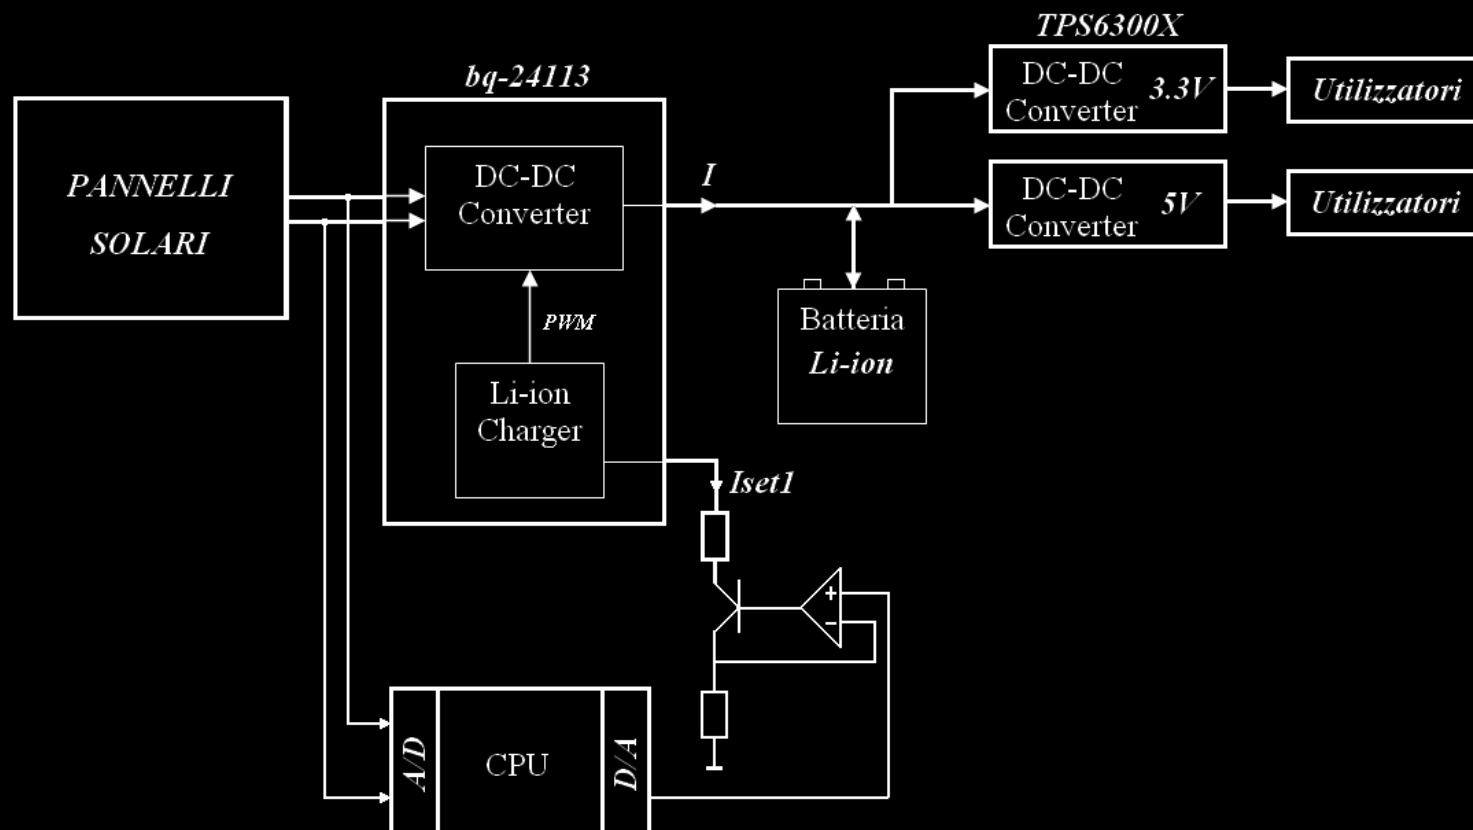 TPS6300X
bq-24113
DC-DC
Converter
3.3V
Utilizzatori
PANNELLI
SOLARI
DC-DC
Converter
I
DC-DC
Converter
5V
Utilizzatori
PWM
Batteria
Li-ion
Li-ion
Charger
Iset1
+
−
A/D
CPU
D/A